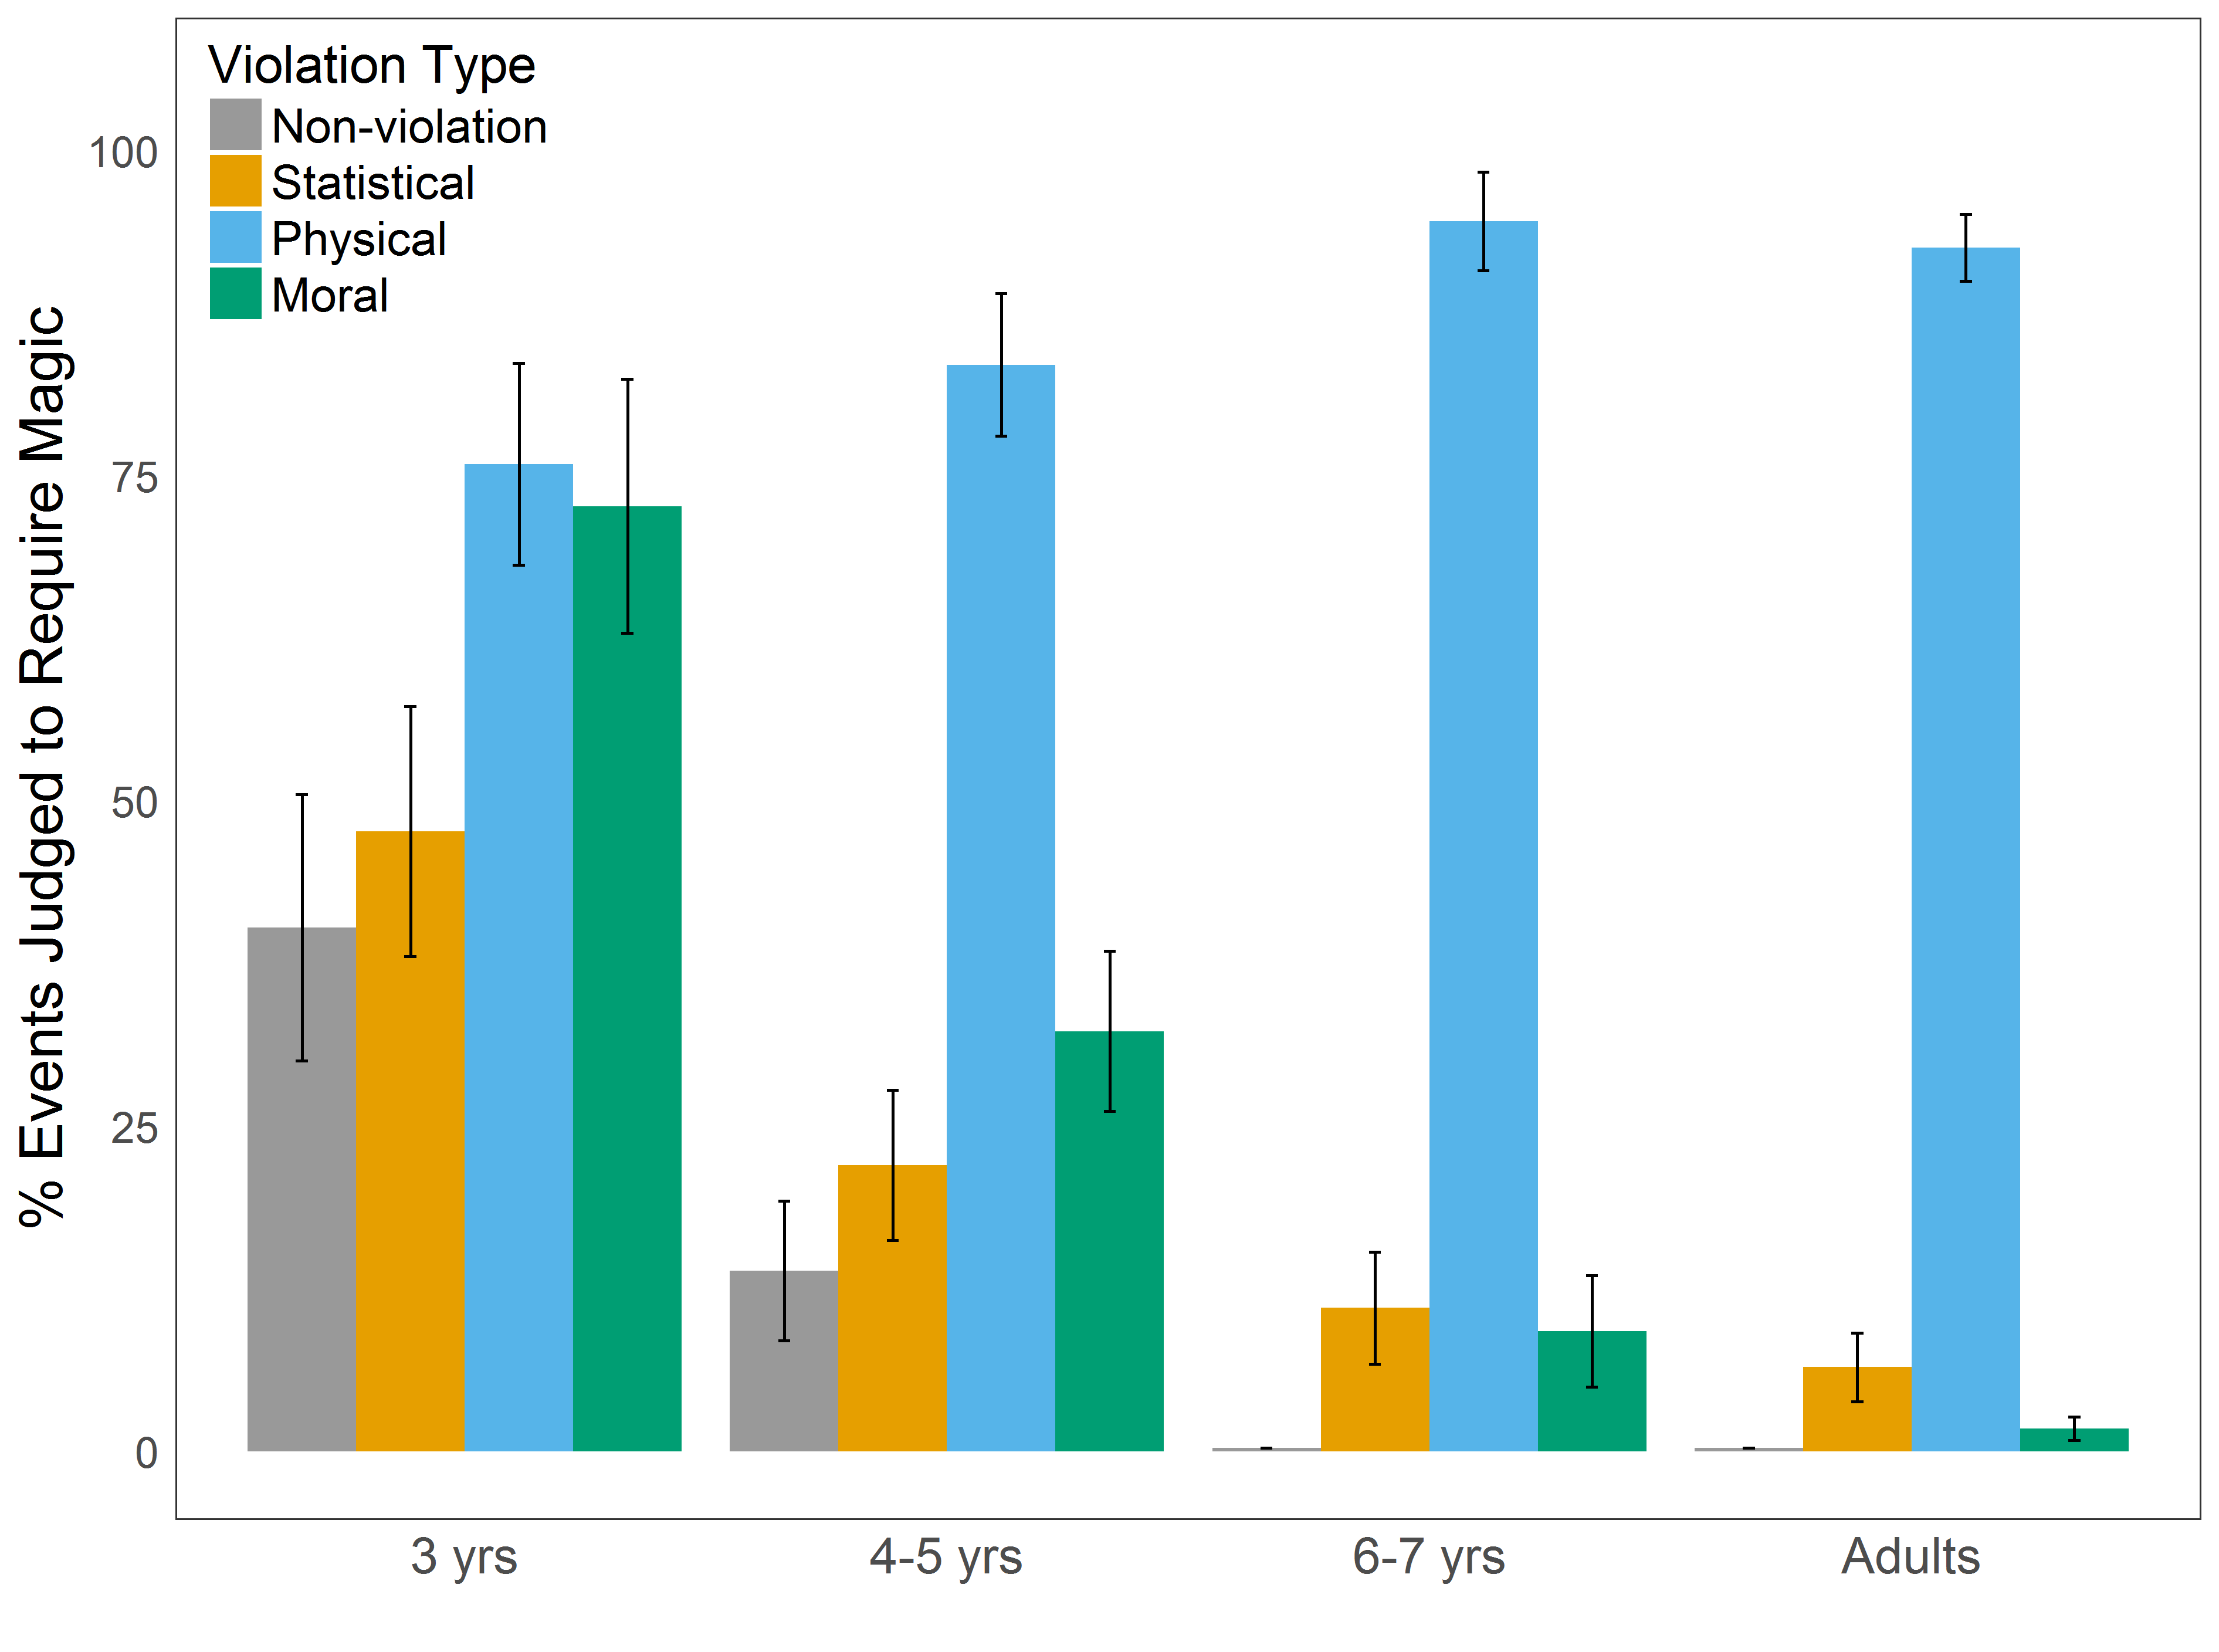 Violation Type
Non-violation
Statistical
Physical
Moral
% Events Judged to Require Magic
100
75
50
25
0
3 yrs
4-5 yrs
6-7 yrs
Adults